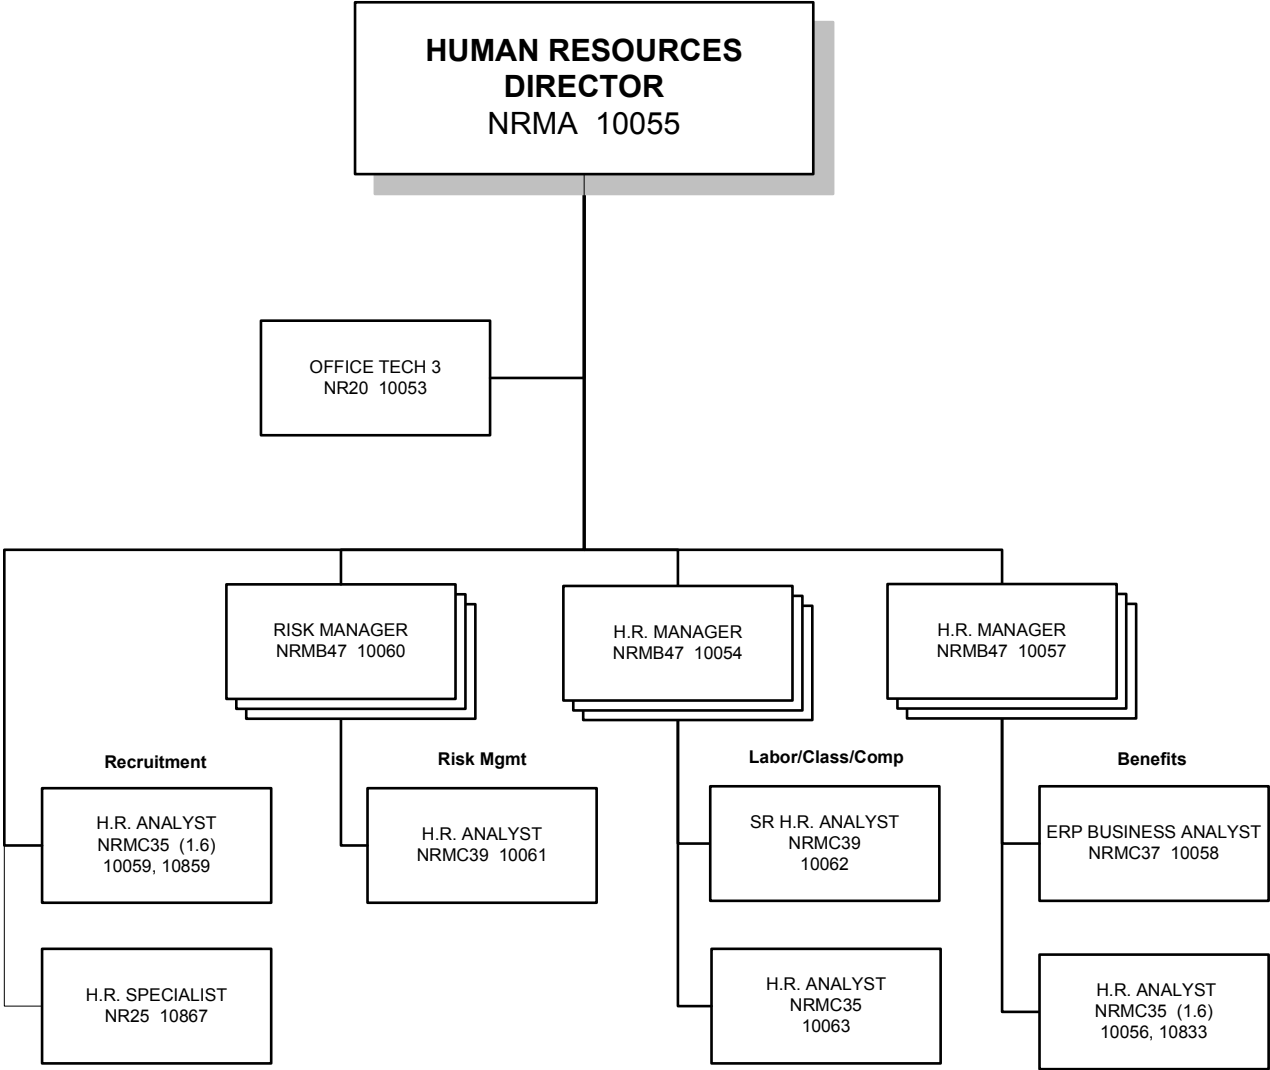 HUMAN RESOURCES
DIRECTOR
NRMA 10055
OFFICE TECH 3
NR20 10053
RISK MANAGER
NRMB47 10060
H.R. MANAGER
NRMB47 10054
H.R. MANAGER
NRMB47 10057
Recruitment
H.R. ANALYST
NRMC35 (1.6)
10059, 10859
H.R. SPECIALIST
NR25 10867
Risk Mgmt
H.R. ANALYST
NRMC39 10061
Labor/Class/Comp
SR H.R. ANALYST
NRMC39
10062
H.R. ANALYST
NRMC35
10063
Benefits
ERP BUSINESS ANALYST
NRMC37 10058
H.R. ANALYST
NRMC35 (1.6)
10056, 10833